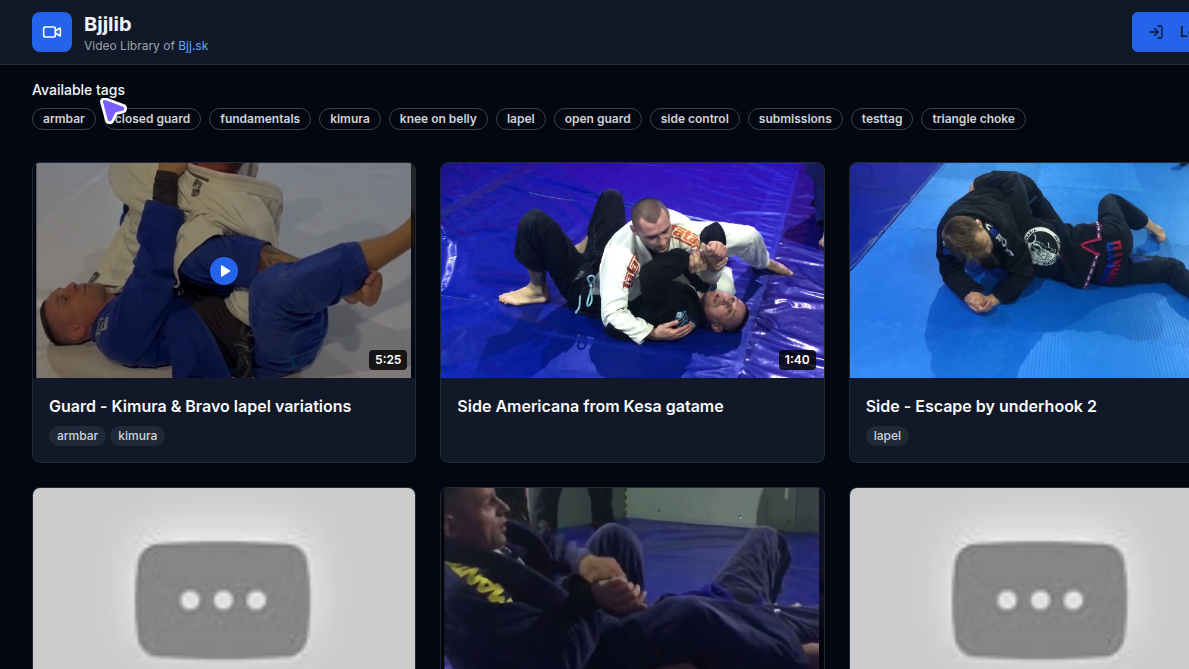 Bjjlib
Video Library of Bjj.sk
Available tags
armbar
closed guard
fundamentals
kimura
knee on belly
lapel
open guard
side control
submissions
testtag
triangle choke
5:25
1:40
Guard - Kimura & Bravo lapel variations
Side Americana from Kesa gatame
Side - Escape by underhook 2
armbar
kimura
lapel